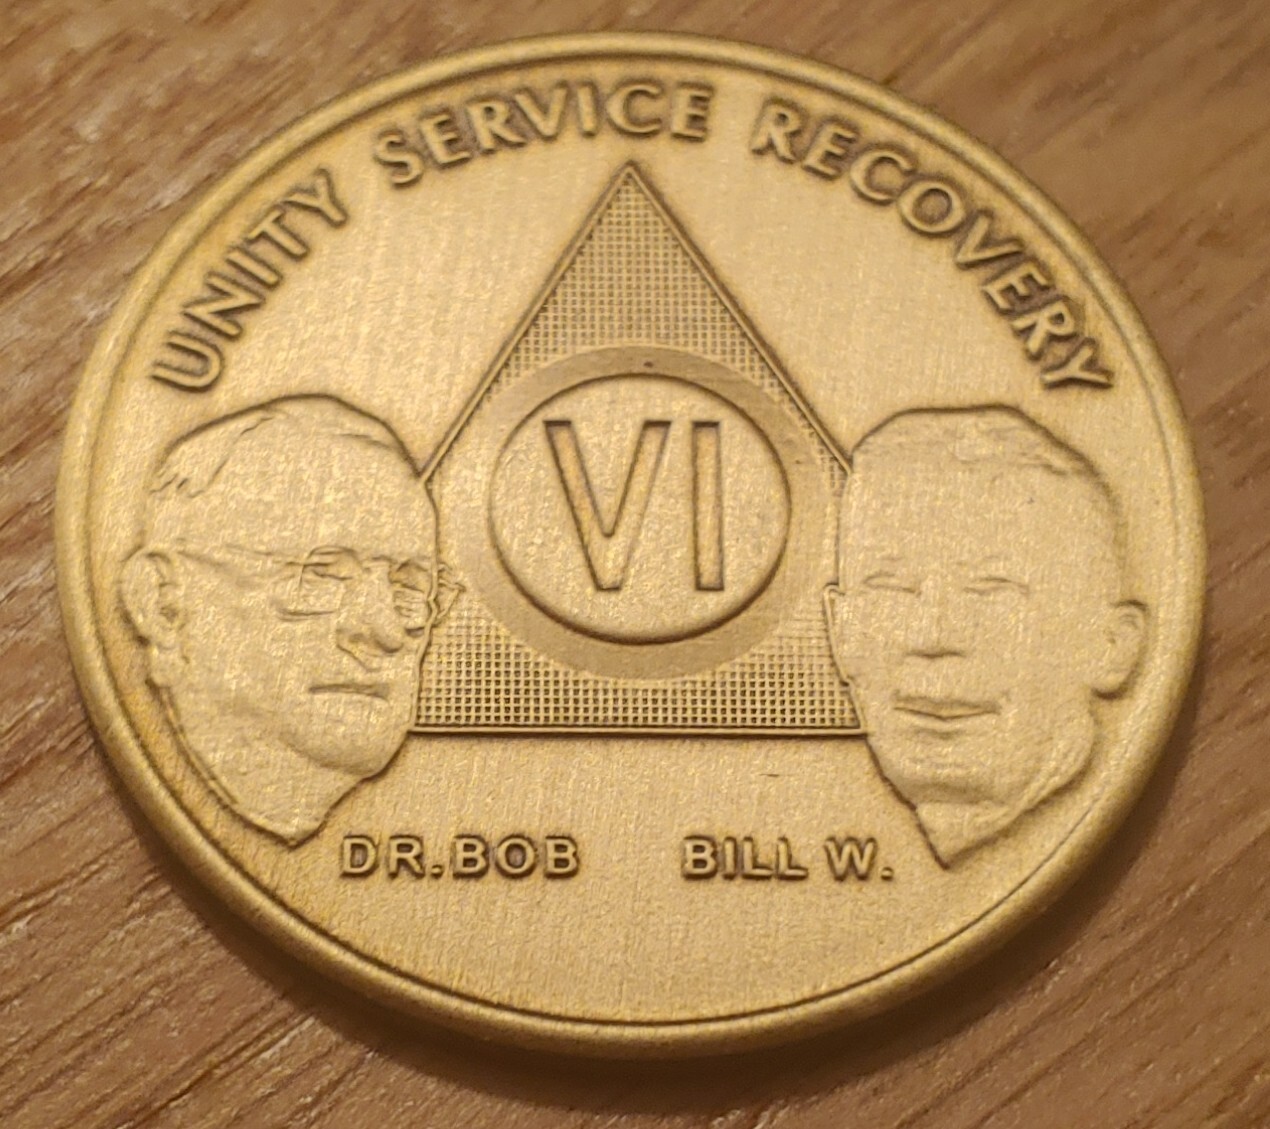 UNITY SERVICE RECOVERY
VI
DR.BOB BILL W.